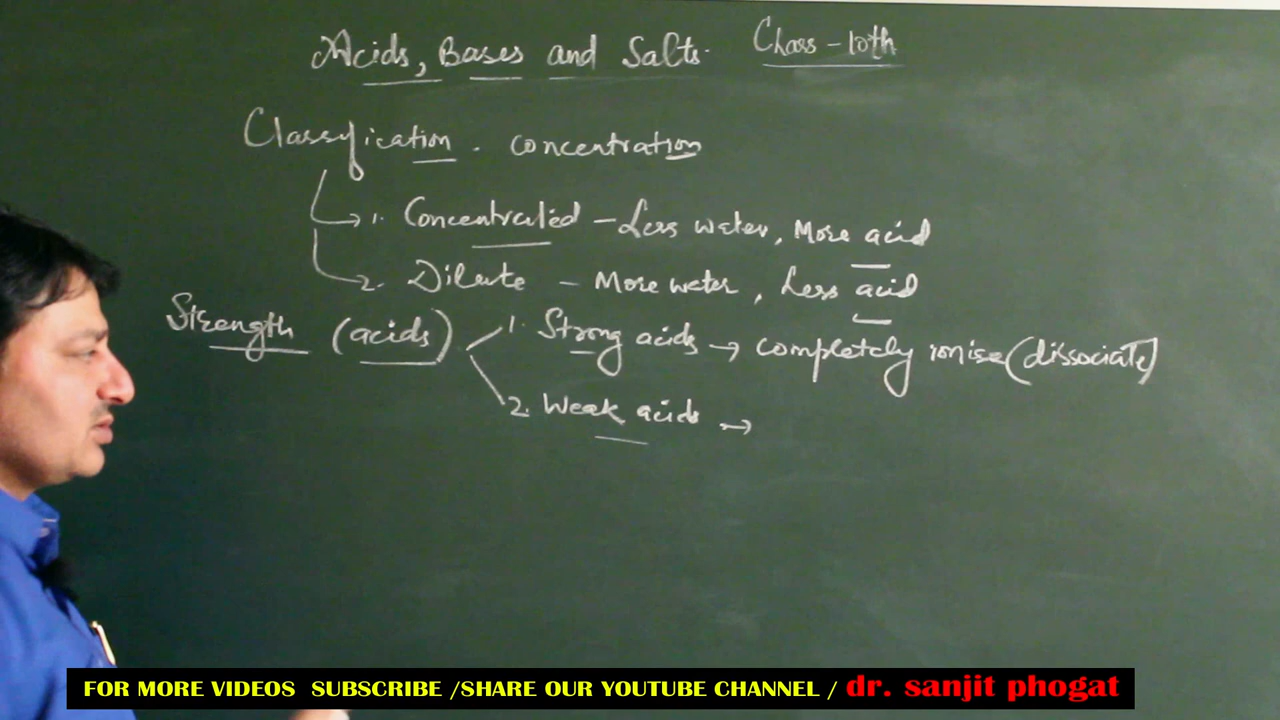 Acids, Bases and Salts. Class-10th
Classification. concentration
1. Concentrated - Less water, More acid
2. Dilute - More water, Less acid
Strength (acids) 1. Strong acids → completely ionise (dissociate)
2. Weak acids →
FOR MORE VIDEOS SUBSCRIBE /SHARE OUR YOUTUBE CHANNEL / dr. sanjit phogat